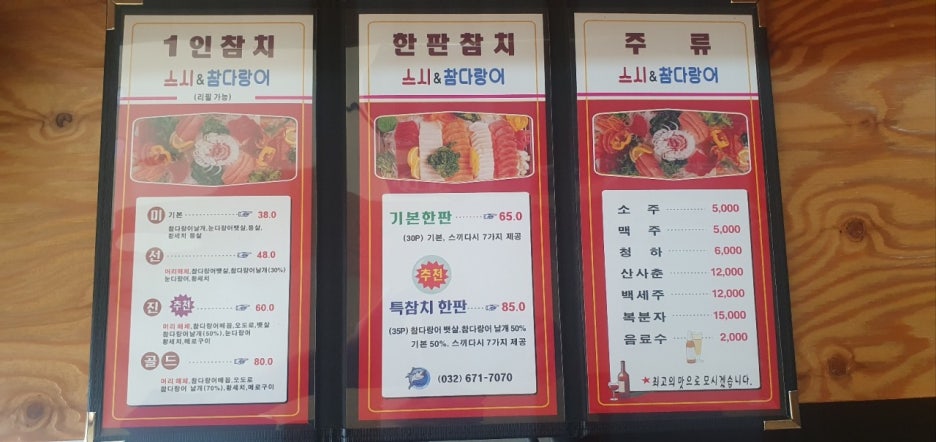 1인참치
스시&참다랑어
(리필 가능)
미 기본 38.0
참다랑어날개,눈다랑어뱃살,등살,
황새치 등살
선 48.0
머리해체,참다랑어뱃살,참다랑어날개(30%)
눈다랑어,황새치
진 추천 60.0
머리 해체,참다랑어배꼽,오도로,뱃살
참다랑어날개(50%),눈다랑어
황새치,메로구이
골드 80.0
머리 해체,참다랑어배꼽,오도로
참다랑어 날개(70%),황새치,메로구이
한판참치
스시&참다랑어
기본한판 65.0
(30P) 기본, 스끼다시 7가지 제공
추천
특참치 한판 85.0
(35P) 참다랑어 뱃살,참다랑어 날개 50%
기본 50%, 스끼다시 7가지 제공
(032) 671-7070
주 류
스시&참다랑어
소 주 5,000
맥 주 5,000
청 하 6,000
산사춘 12,000
백세주 12,000
복분자 15,000
음료수 2,000
★최고의 맛으로 모시겠습니다.